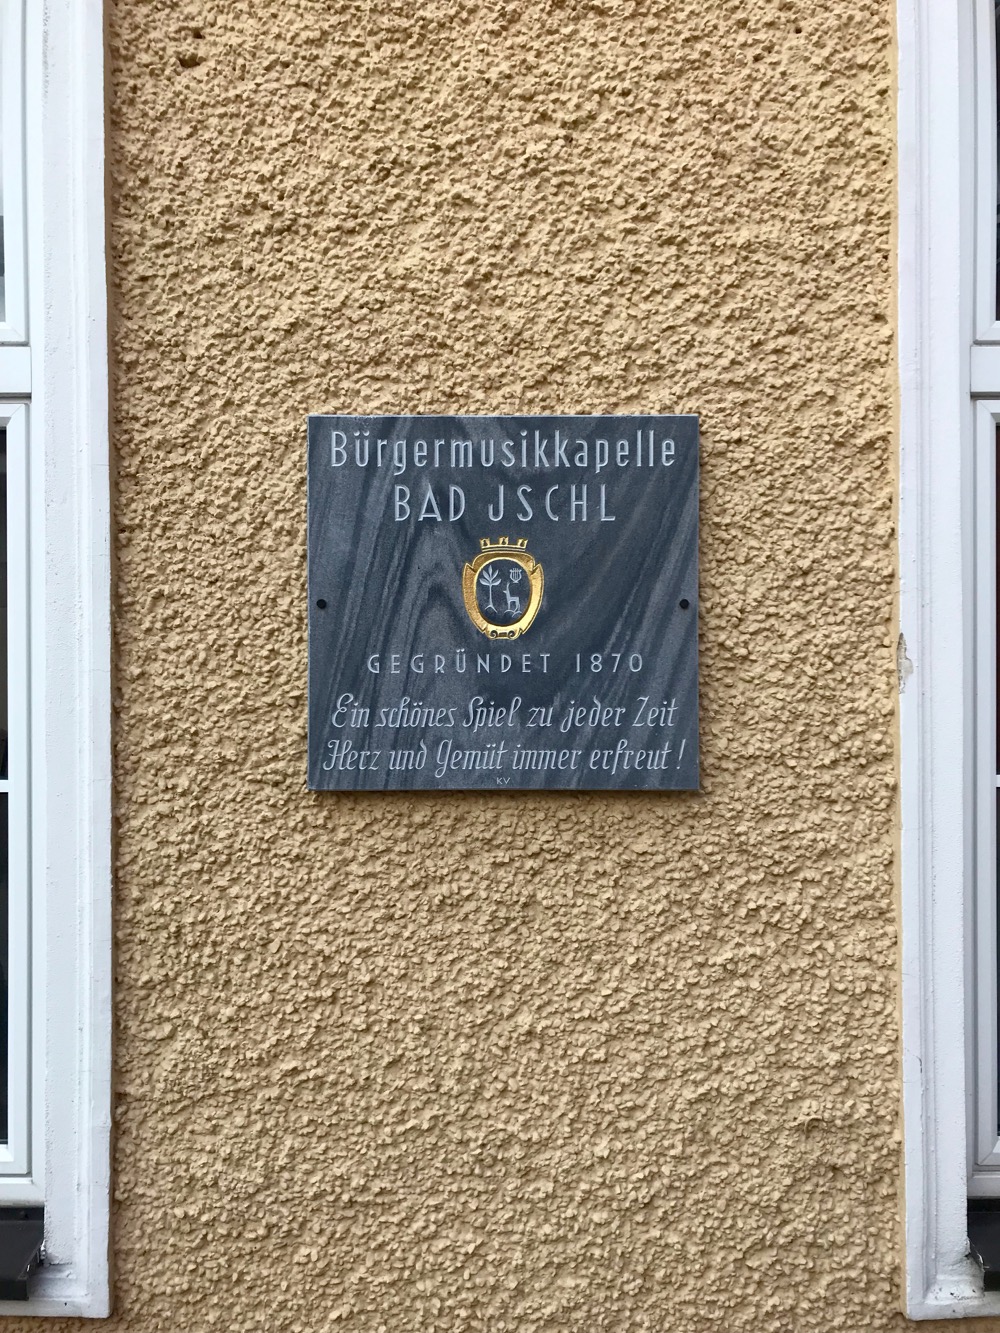 Bürgermusikkapelle
BAD JSCHL
GEGRÜNDET 1870
Ein schönes Spiel zu jeder Zeit
Herz und Gemüt immer erfreut!
KV